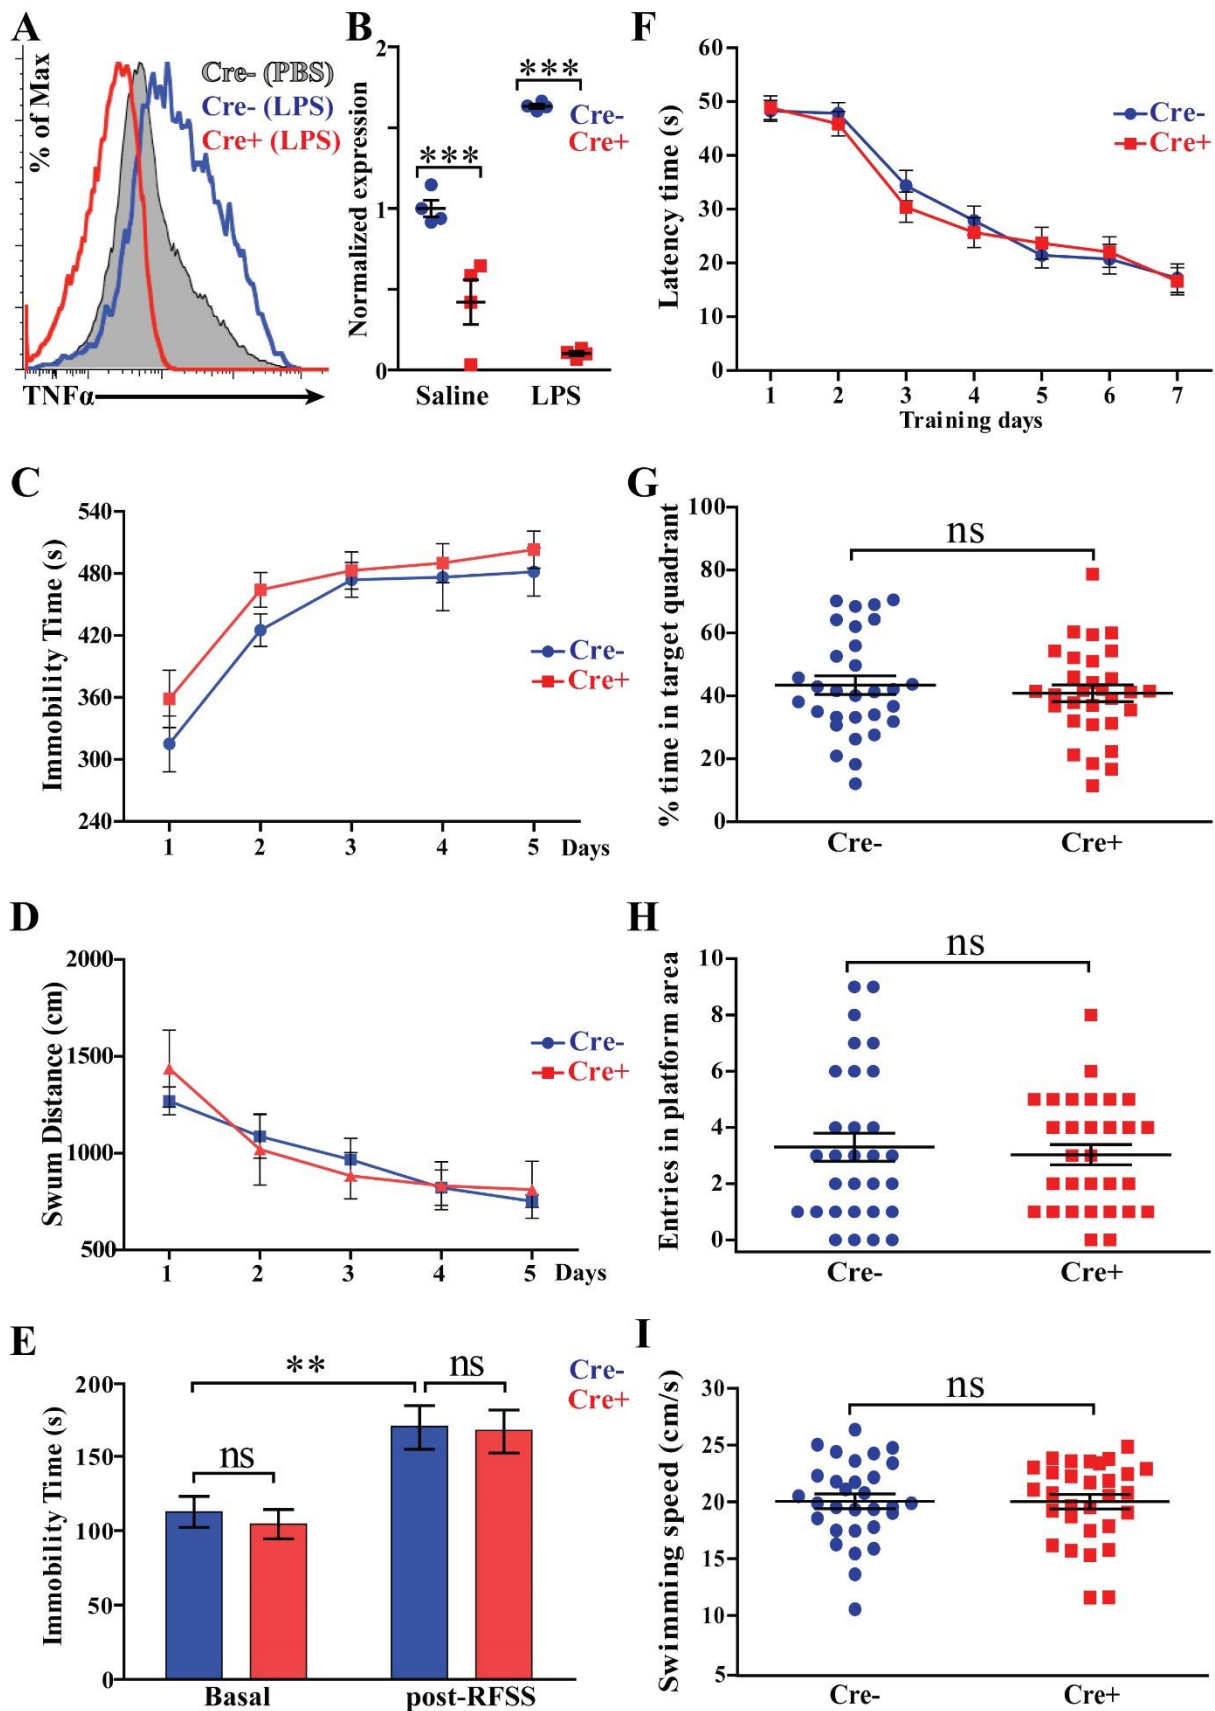 A
% of Max
Cre- (PBS)
Cre- (LPS)
Cre+ (LPS)
TNFα
B
Normalized expression
2
1
0
***
***
Cre-
Cre+
Saline LPS
C
Immobility Time (s)
540
480
420
360
300
240
Cre-
Cre+
1 2 3 4 5 Days
D
Swum Distance (cm)
2000
1500
1000
500
Cre-
Cre+
1 2 3 4 5 Days
E
Immobility Time (s)
200
150
100
50
0
**
ns
ns
Cre-
Cre+
Basal post-RFSS
F
Latency time (s)
60
50
40
30
20
10
0
Cre-
Cre+
1 2 3 4 5 6 7
Training days
G
% time in target quadrant
100
80
60
40
20
0
ns
Cre- Cre+
H
Entries in platform area
10
8
6
4
2
0
ns
Cre- Cre+
I
Swimming speed (cm/s)
30
25
20
15
10
5
ns
Cre- Cre+